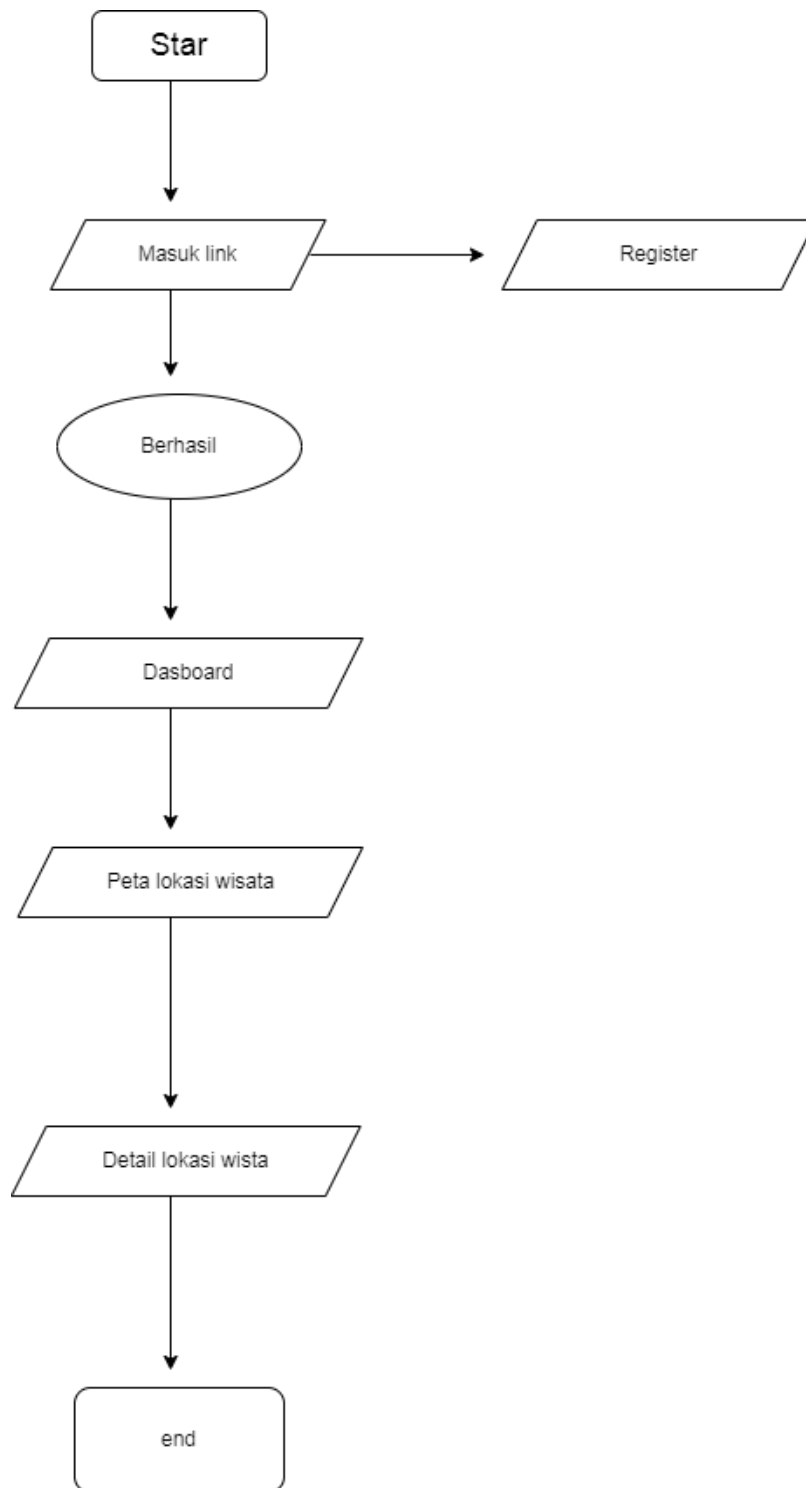 Star
Masuk link
Register
Berhasil
Dasboard
Peta lokasi wisata
Detail lokasi wista
end